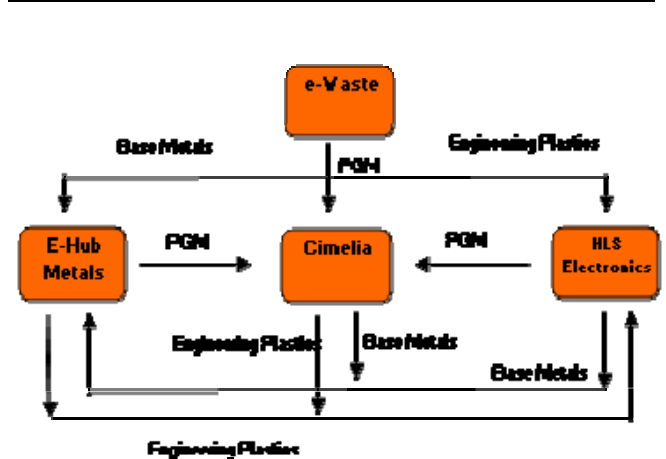 e-Waste
Base Metals
Engineering Plastics
PGM
E-Hub
Metals
PGM
Cimelia
PGM
HLS
Electronics
Engineering Plastics
Base Metals
Base Metals
Engineering Plastics